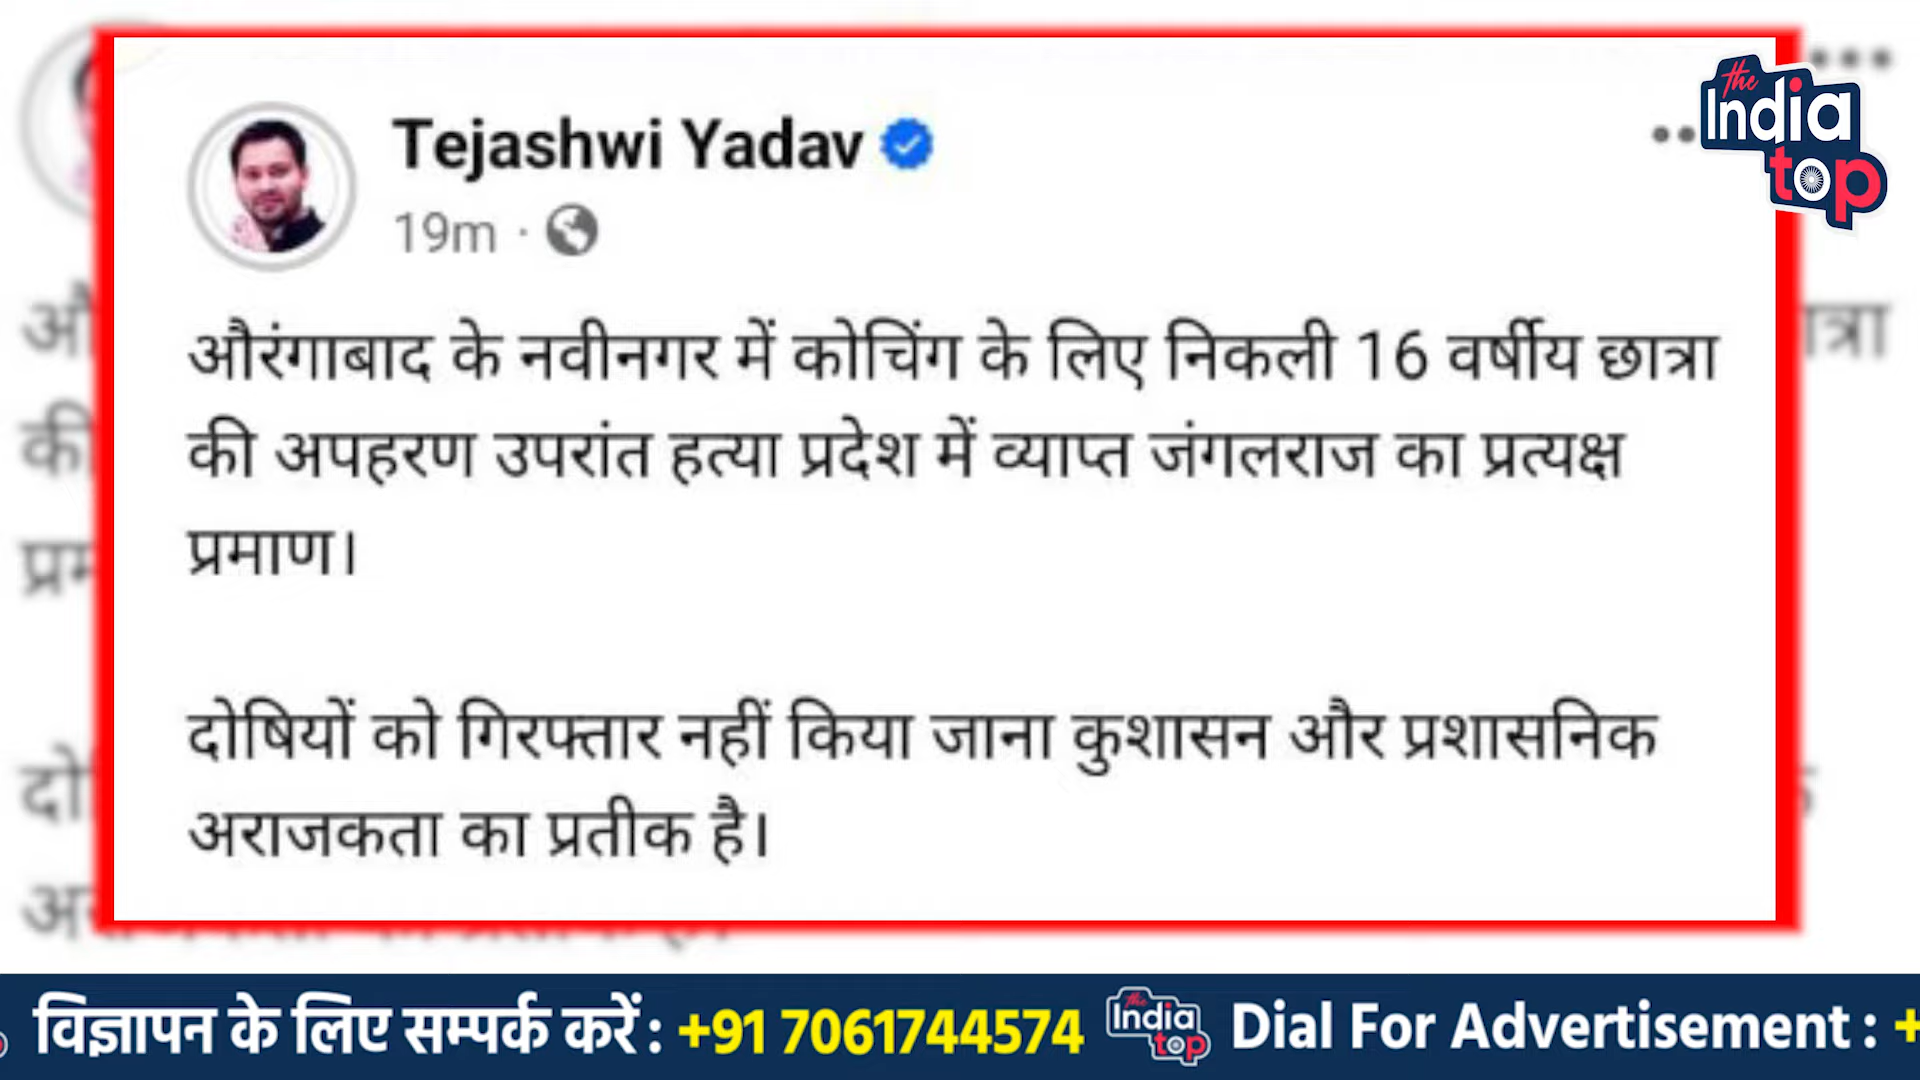 the India top
Tejashwi Yadav
19m ·
औरंगाबाद के नवीनगर में कोचिंग के लिए निकली 16 वर्षीय छात्रा
की अपहरण उपरांत हत्या प्रदेश में व्याप्त जंगलराज का प्रत्यक्ष
प्रमाण।
दोषियों को गिरफ्तार नहीं किया जाना कुशासन और प्रशासनिक
अराजकता का प्रतीक है।
विज्ञापन के लिए सम्पर्क करें : +91 7061744574 the India top Dial For Advertisement : +